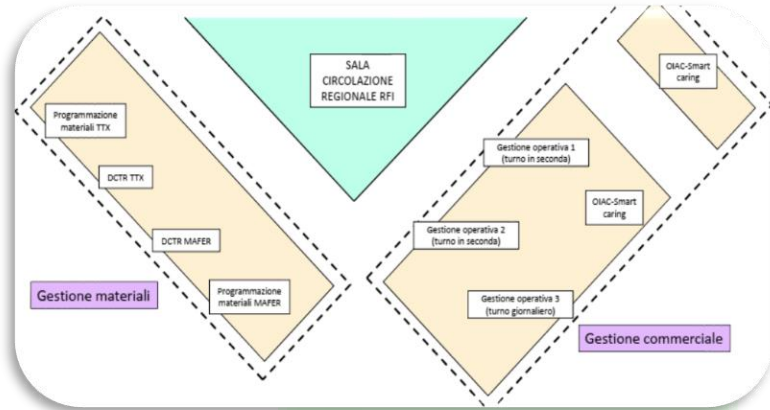 SALA
CIRCOLAZIONE
REGIONALE RFI
OIAC-Smart
caring
Programmazione
materiali TTX
Gestione operativa 1
(turno in seconda)
DCTR TTX
OIAC-Smart
caring
DCTR MAFER
Gestione operativa 2
(turno in seconda)
Programmazione
materiali MAFER
Gestione materiali
Gestione operativa 3
(turno giornaliero)
Gestione commerciale